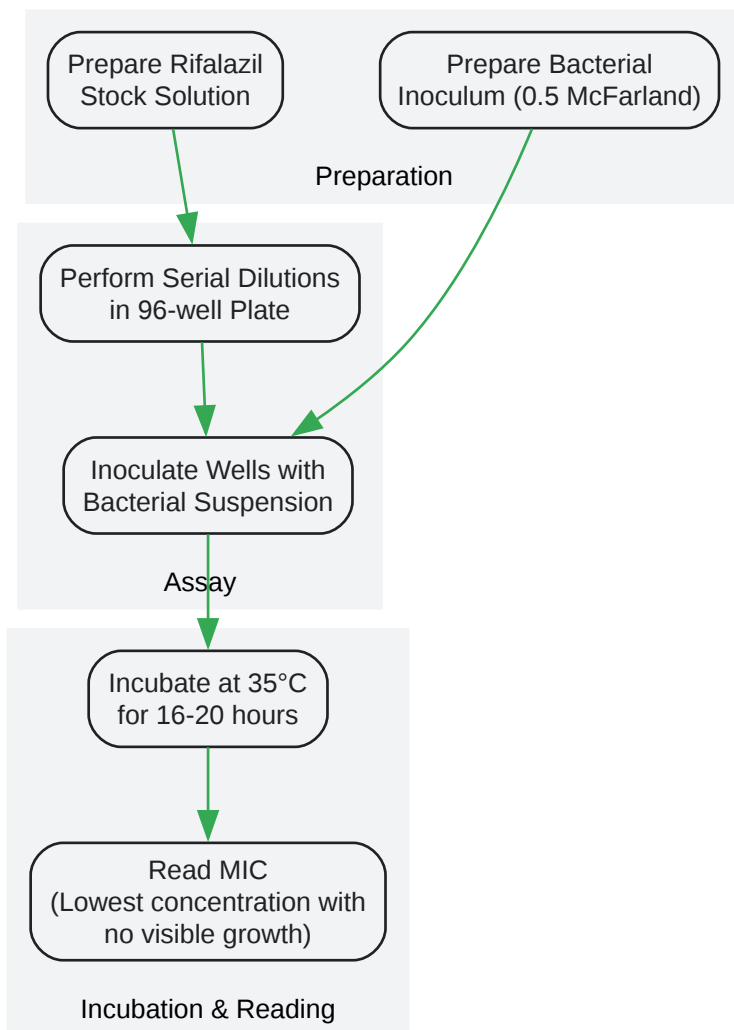 Prepare Rifalazil
Stock Solution
Prepare Bacterial
Inoculum (0.5 McFarland)
Preparation
Perform Serial Dilutions
in 96-well Plate
Inoculate Wells with
Bacterial Suspension
Assay
Incubate at 35°C
for 16-20 hours
Read MIC
(Lowest concentration with
no visible growth)
Incubation & Reading